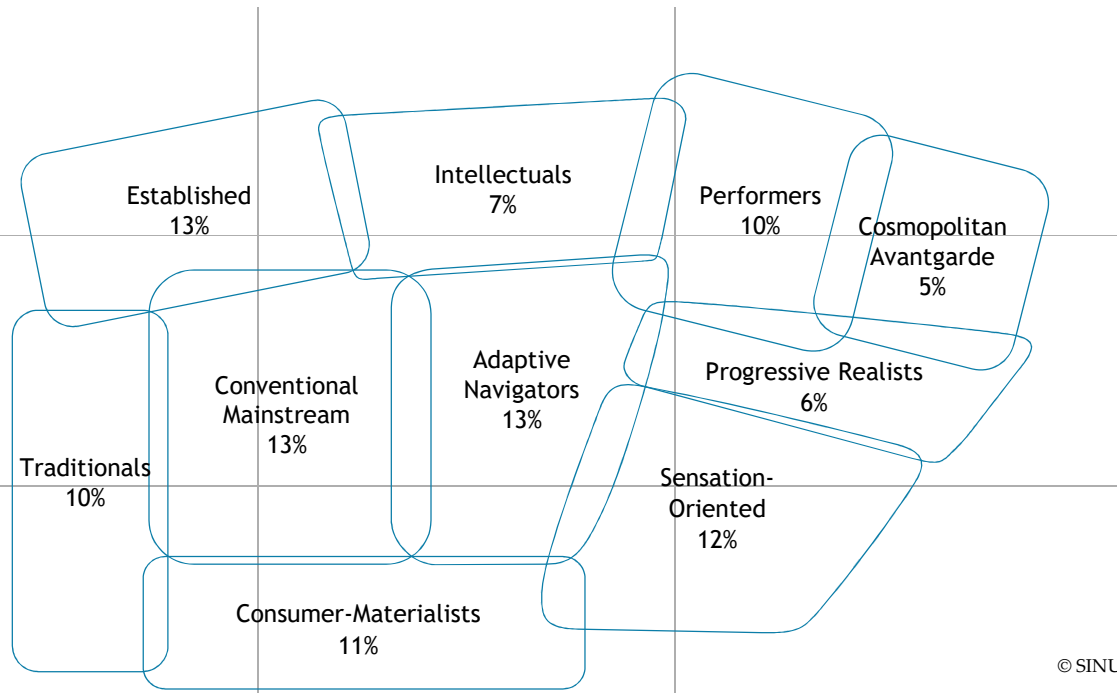 Established
13%
Intellectuals
7%
Performers
10%
Cosmopolitan
Avantgarde
5%
Conventional
Mainstream
13%
Adaptive
Navigators
13%
Progressive Realists
6%
Traditionals
10%
Sensation-
Oriented
12%
Consumer-Materialists
11%
© SINU